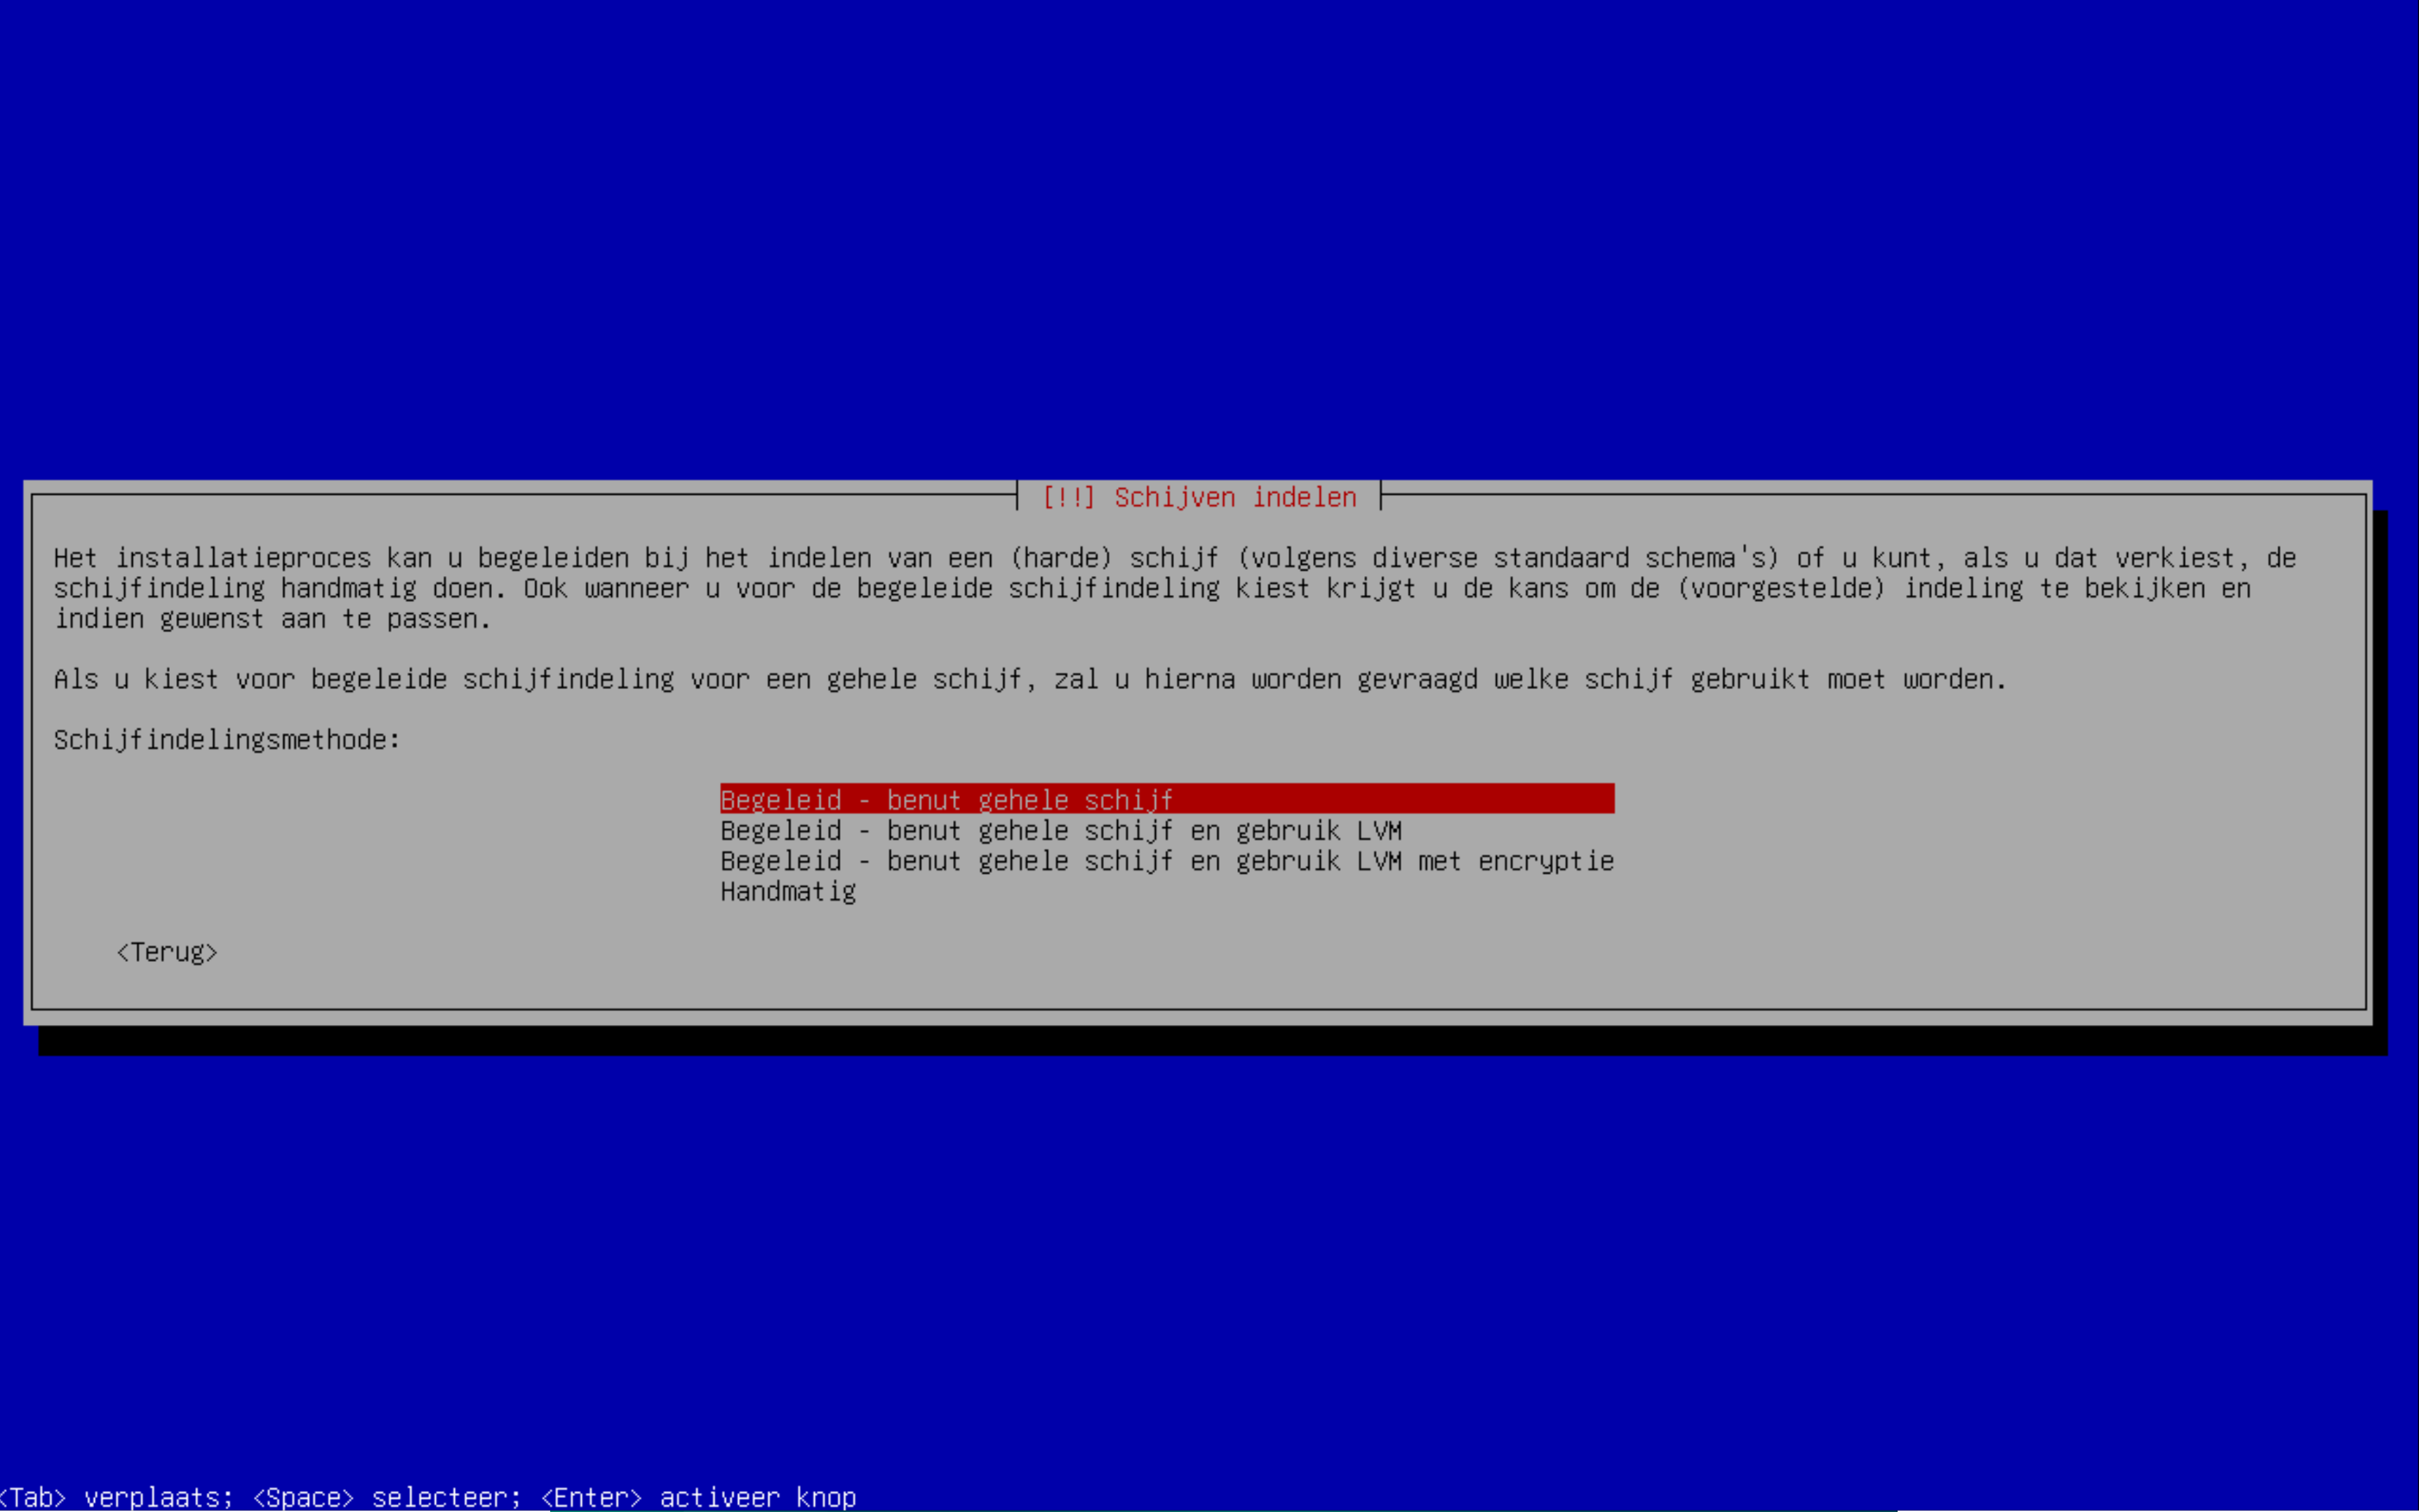 [!!] Schijven indelen
Het installatieproces kan u begeleiden bij het indelen van een (harde) schijf (volgens diverse standaard schema's) of u kunt, als u dat verkiest, de
schijfindeling handmatig doen. Ook wanneer u voor de begeleide schijfindeling kiest krijgt u de kans om de (voorgestelde) indeling te bekijken en
indien gewenst aan te passen.
Als u kiest voor begeleide schijfindeling voor een gehele schijf, zal u hierna worden gevraagd welke schijf gebruikt moet worden.
Schijfindelingsmethode:
Begeleid - benut gehele schijf
Begeleid - benut gehele schijf en gebruik LVM
Begeleid - benut gehele schijf en gebruik LVM met encryptie
Handmatig
<Terug>
<Tab> verplaats; <Space> selecteer; <Enter> activeer knop